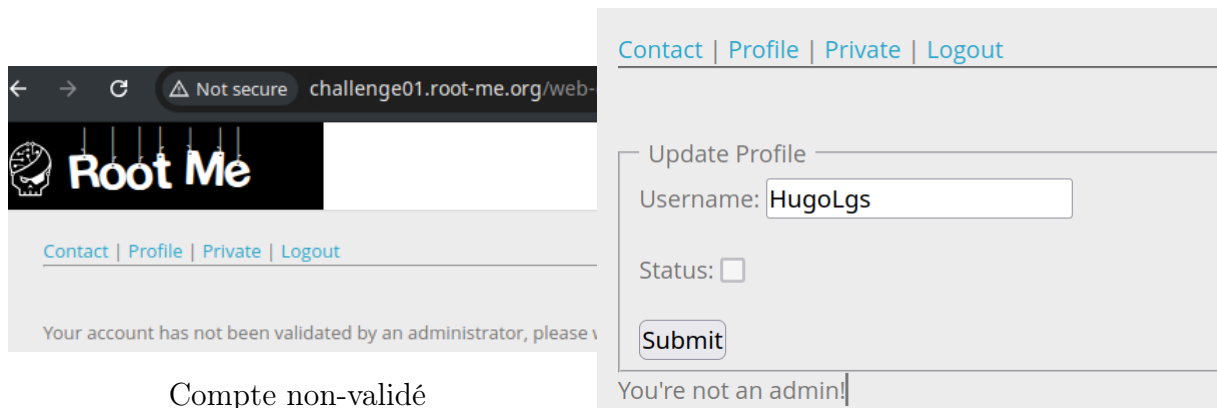 Not secure challenge01.root-me.org/web-
Root Me
Contact | Profile | Private | Logout
Your account has not been validated by an administrator, please
Compte non-validé
Contact | Profile | Private | Logout
Update Profile
Username: HugoLgs
Status:
Submit
You're not an admin!